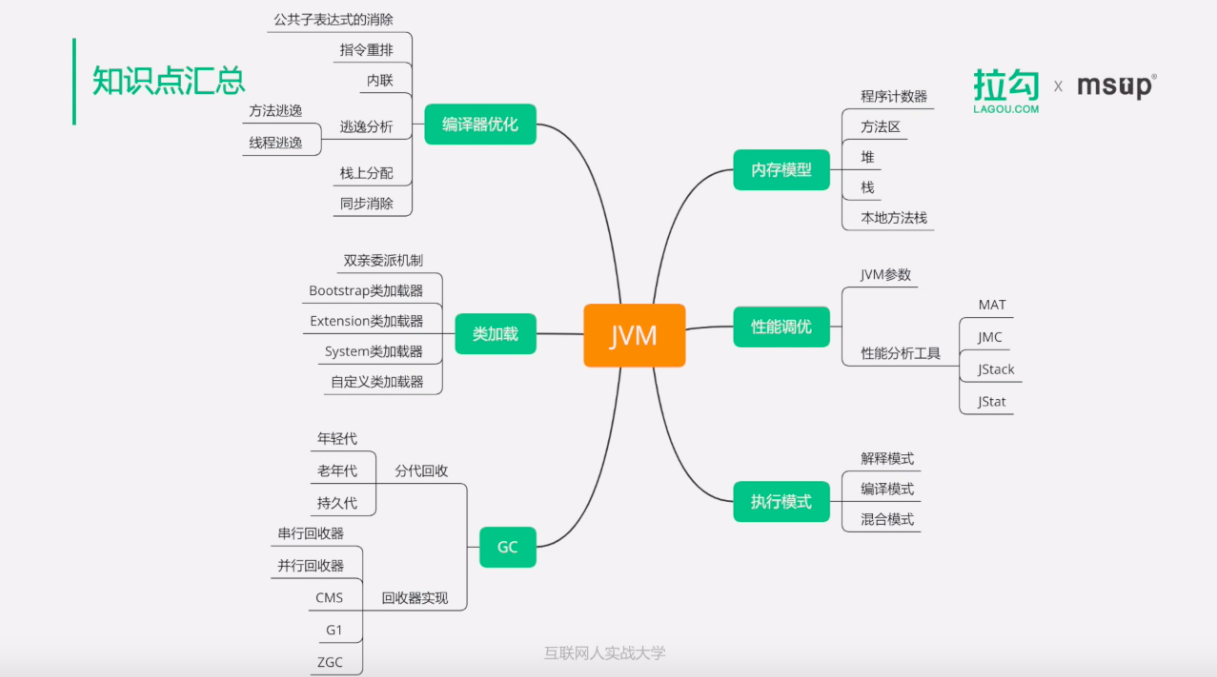 知识点汇总
拉勾
LAGOU.COM
x
msup®
JVM
编译器优化
公共子表达式的消除
指令重排
内联
逃逸分析
方法逃逸
线程逃逸
栈上分配
同步消除
类加载
双亲委派机制
Bootstrap类加载器
Extension类加载器
System类加载器
自定义类加载器
GC
分代回收
年轻代
老年代
持久代
回收器实现
串行回收器
并行回收器
CMS
G1
ZGC
内存模型
程序计数器
方法区
堆
栈
本地方法栈
性能调优
JVM参数
性能分析工具
MAT
JMC
JStack
JStat
执行模式
解释模式
编译模式
混合模式
互联网人实战大学